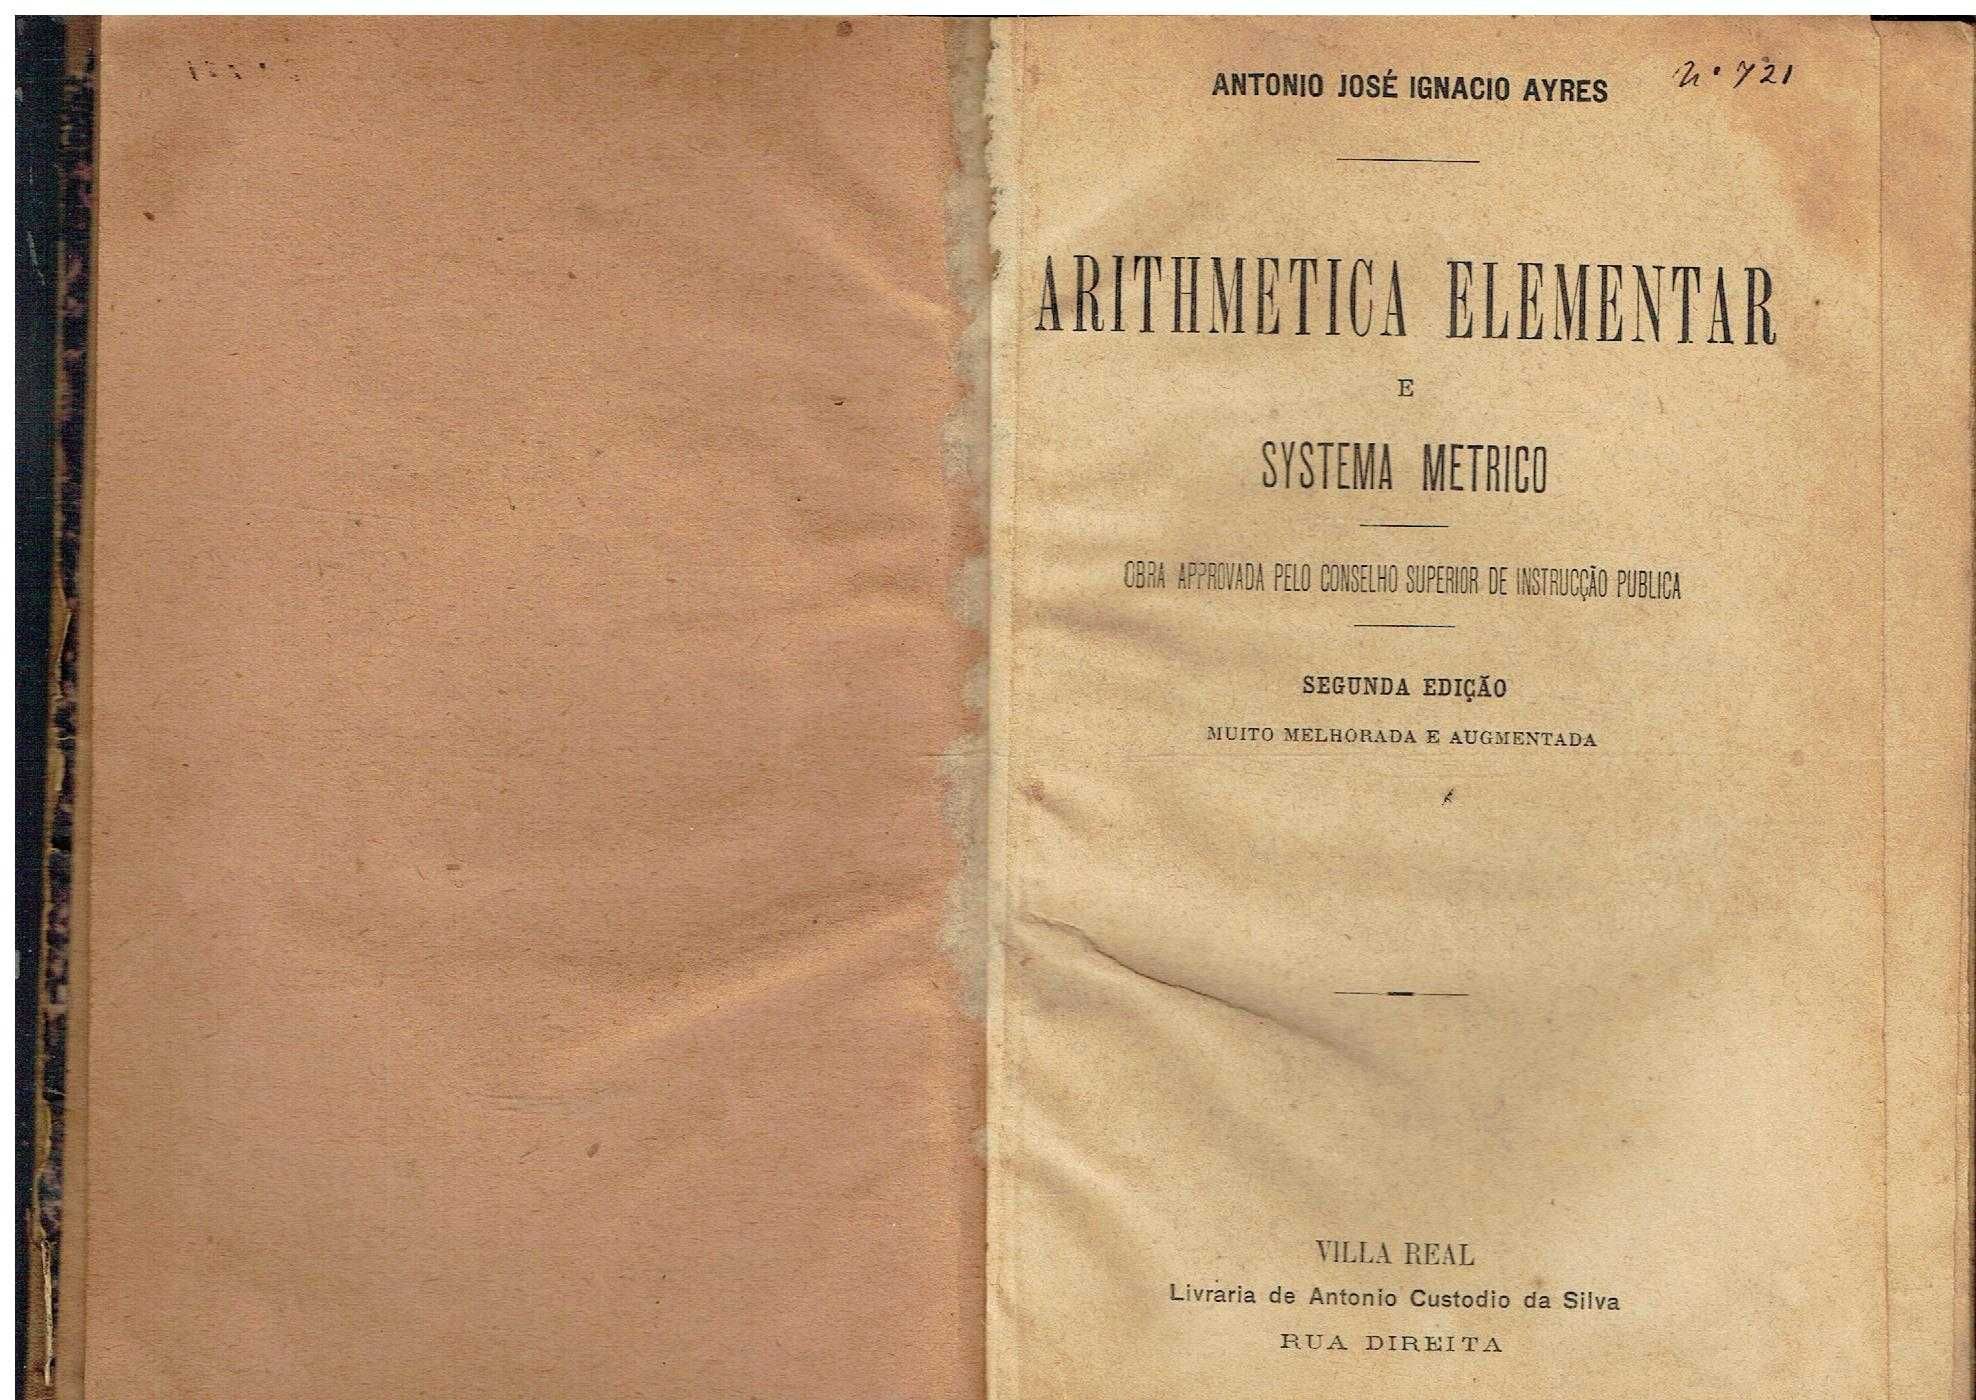 ANTONIO JOSÉ IGNACIO AYRES
Nº 721
ARITHMETICA ELEMENTAR
E
SYSTEMA METRICO
OBRA APPROVADA PELO CONSELHO SUPERIOR DE INSTRUCÇÃO PUBLICA
SEGUNDA EDIÇÃO
MUITO MELHORADA E AUGMENTADA
VILLA REAL
Livraria de Antonio Custodio da Silva
RUA DIREITA